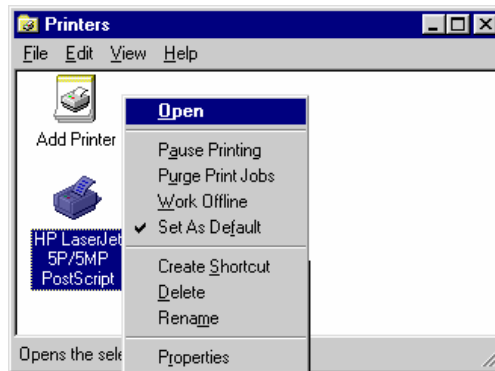 Printers
File Edit View Help
Add Printer
HP LaserJet
5P/5MP
PostScript
Open
Pause Printing
Purge Print Jobs
Work Offline
Set As Default
Create Shortcut
Delete
Rename
Properties
Opens the